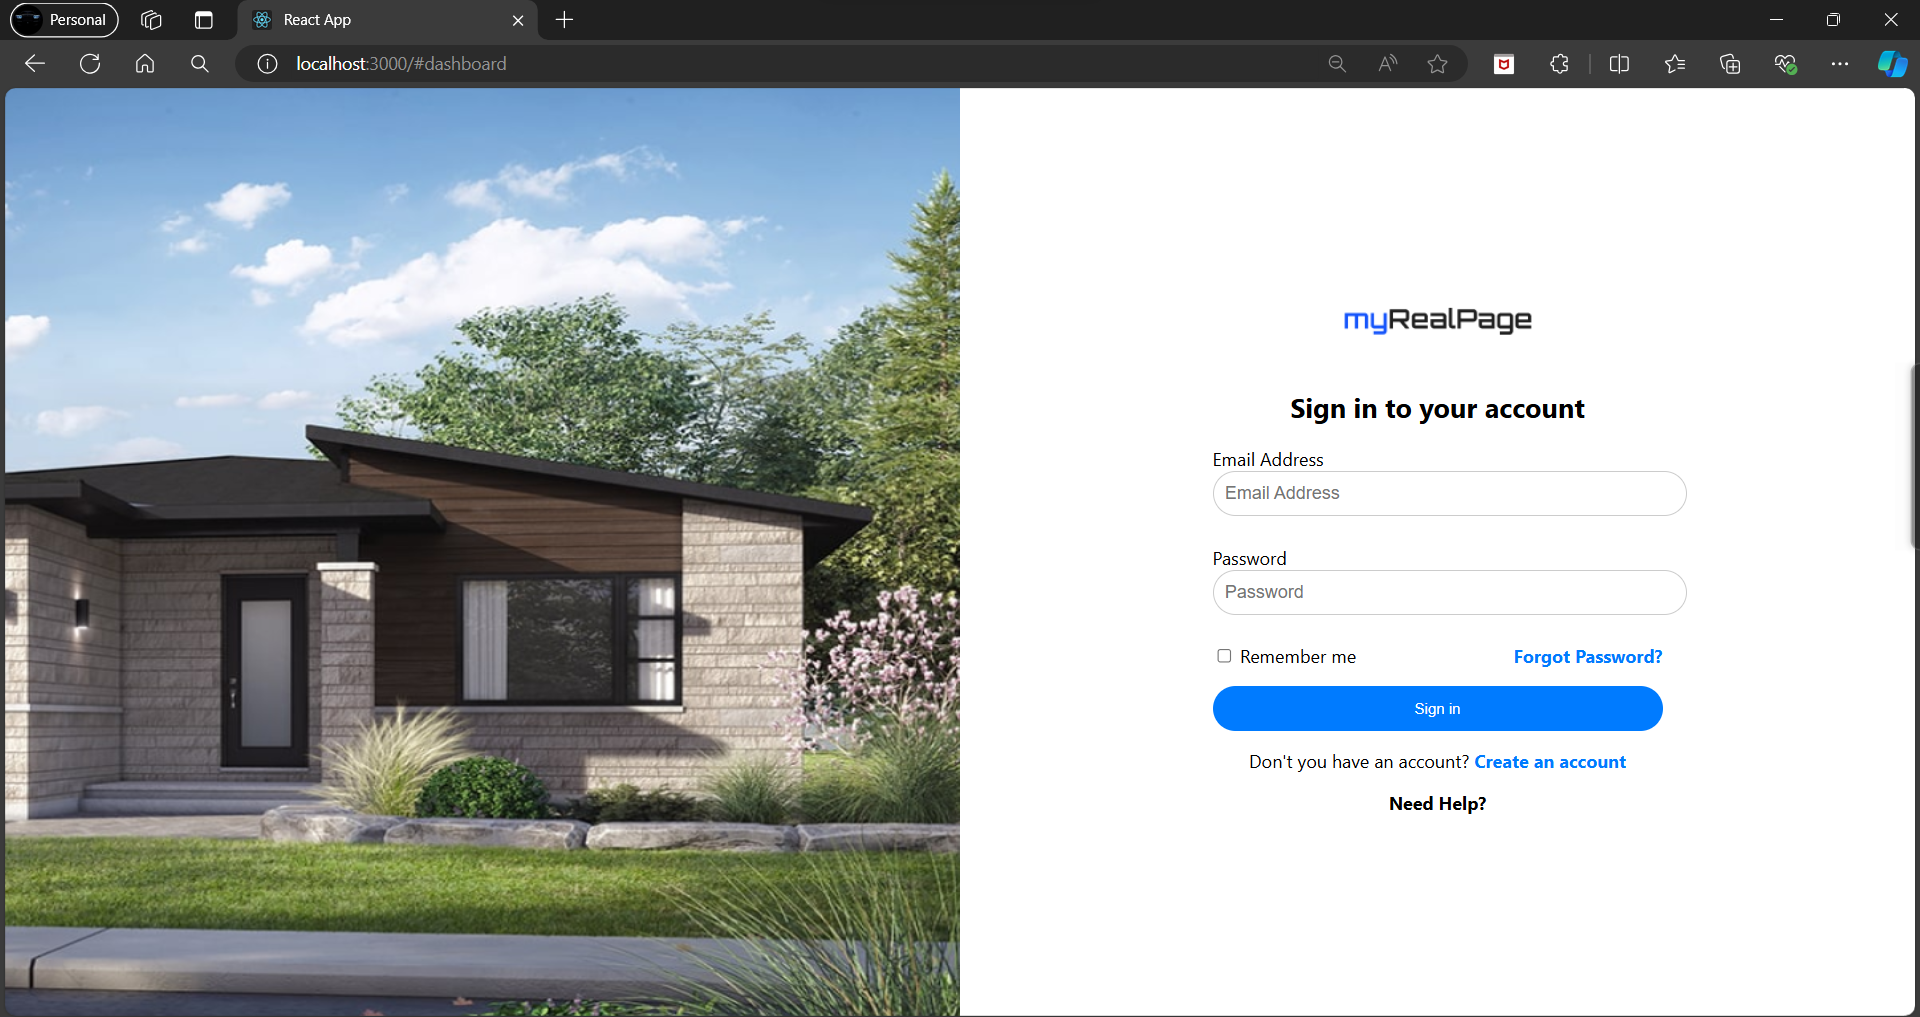 Personal
React App
localhost:3000/#dashboard
myRealPage
Sign in to your account
Email Address
Email Address
Password
Password
Remember me
Forgot Password?
Sign in
Don't you have an account? Create an account
Need Help?